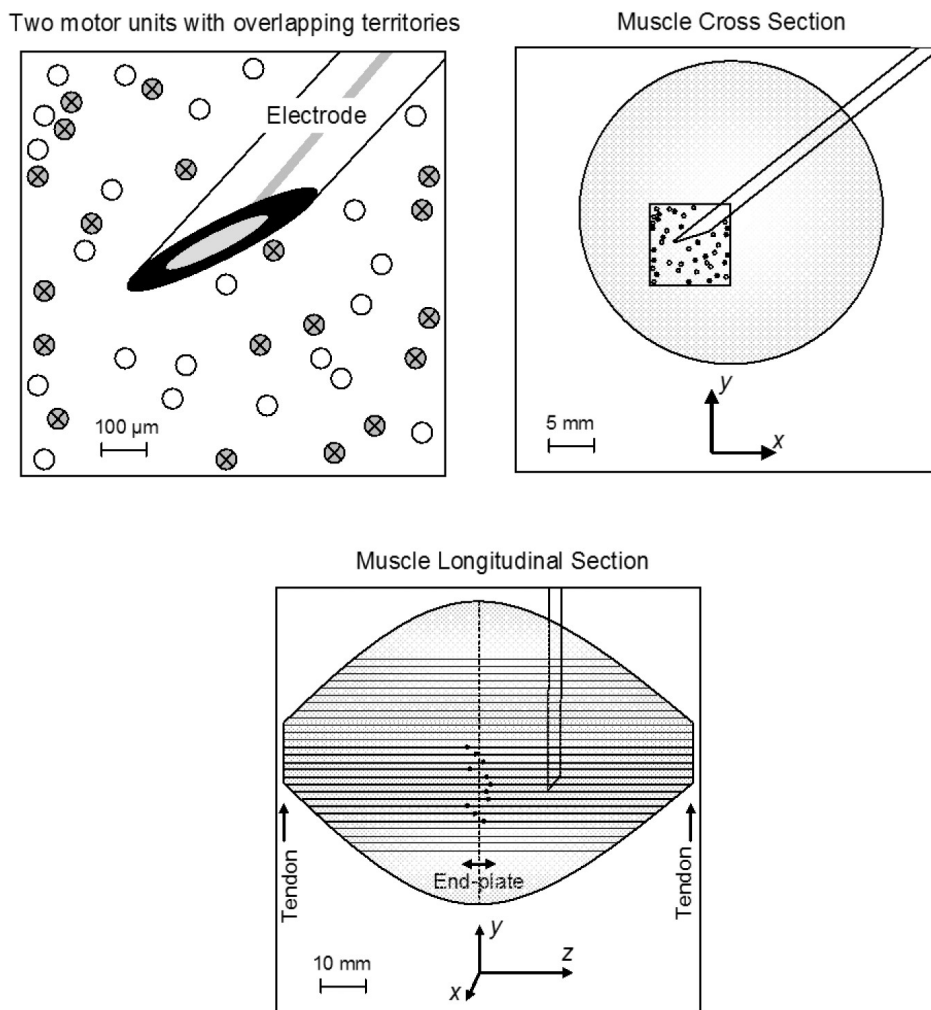 Two motor units with overlapping territories
Electrode
100 µm
Muscle Cross Section
y
x
5 mm
Muscle Longitudinal Section
End-plate
Tendon
Tendon
y
z
x
10 mm